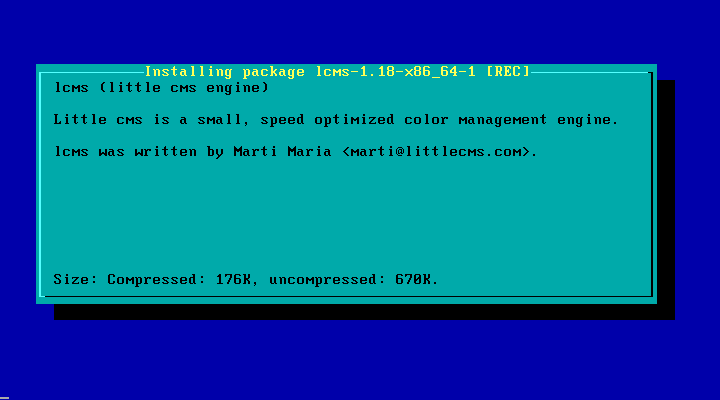 Installing package lcms-1.18-x86_64-1 [REC]
lcms (little cms engine)
Little cms is a small, speed optimized color management engine.
lcms was written by Marti Maria <marti@littlecms.com>.
Size: Compressed: 176K, uncompressed: 670K.